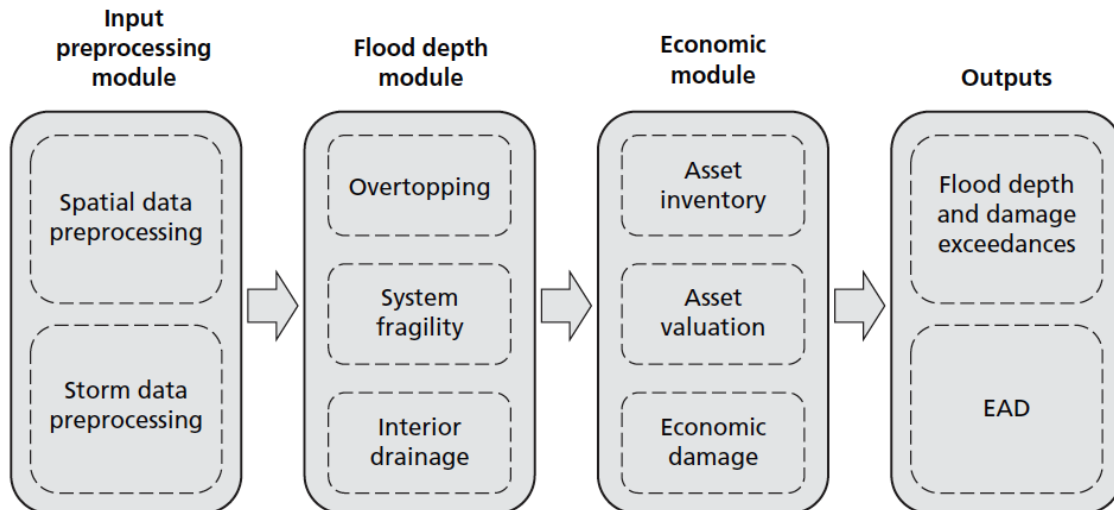 Input
preprocessing
module
Spatial data
preprocessing
Storm data
preprocessing
Flood depth
module
Overtopping
System
fragility
Interior
drainage
Economic
module
Asset
inventory
Asset
valuation
Economic
damage
Outputs
Flood depth
and damage
exceedances
EAD